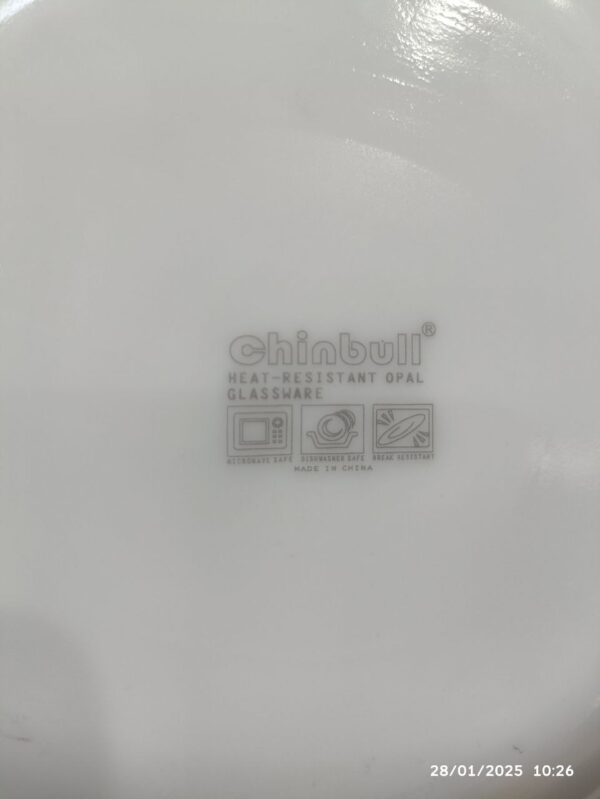 Chinbull®
HEAT-RESISTANT OPAL
GLASSWARE
MICROWAVE SAFE DISHWASHER SAFE BREAK RESISTANT
MADE IN CHINA
28/01/2025 10:26